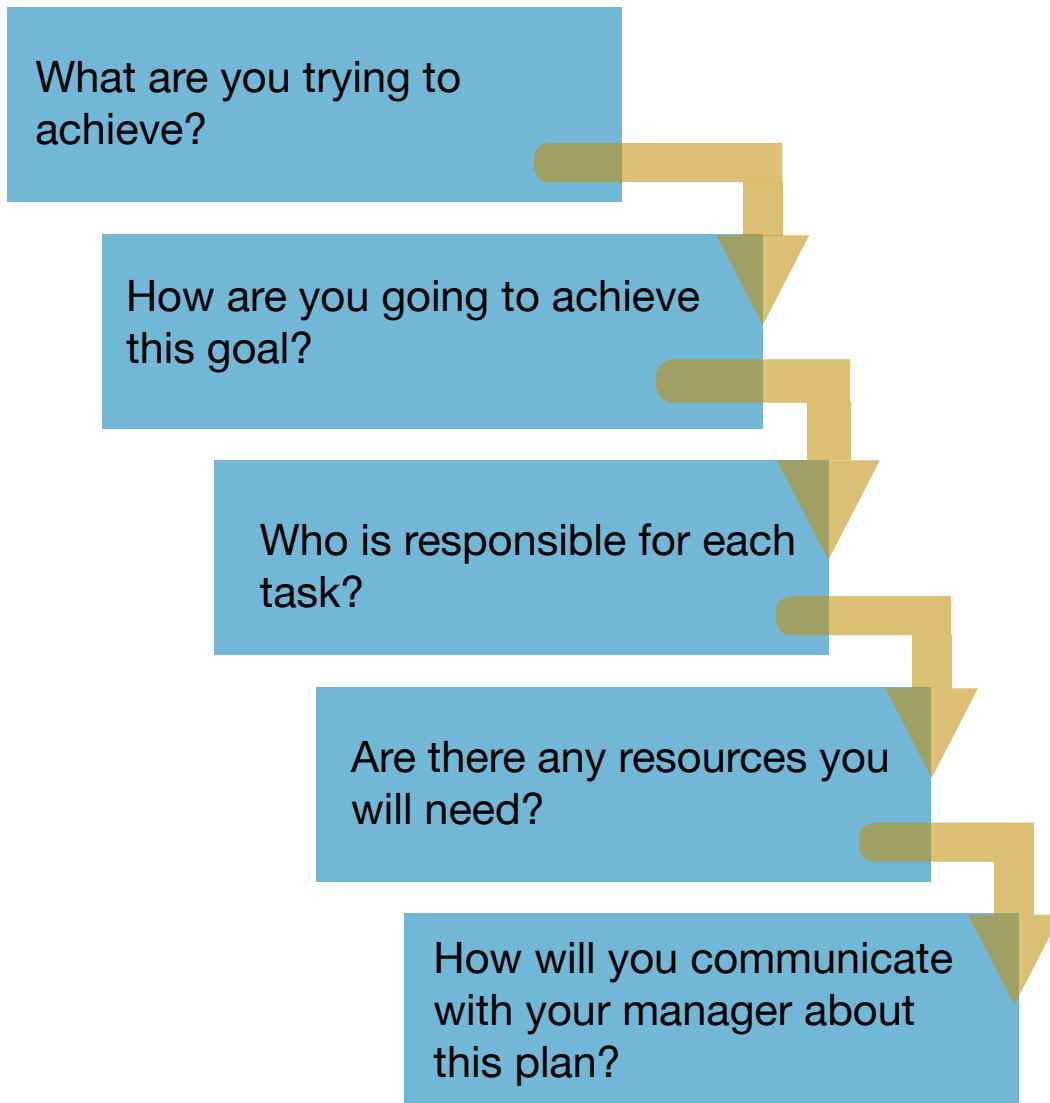 What are you trying to
achieve?
How are you going to achieve
this goal?
Who is responsible for each
task?
Are there any resources you
will need?
How will you communicate
with your manager about
this plan?